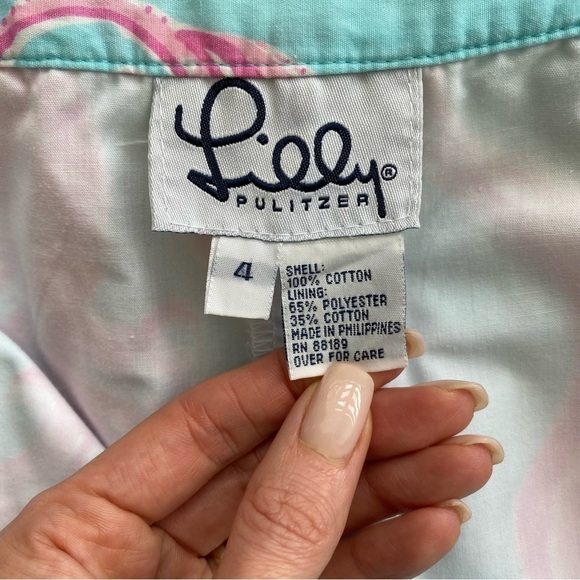 Lilly®
PULITZER
4
SHELL:
100% COTTON
LINING:
65% POLYESTER
35% COTTON
MADE IN PHILIPPINES
RN 88189
OVER FOR CARE